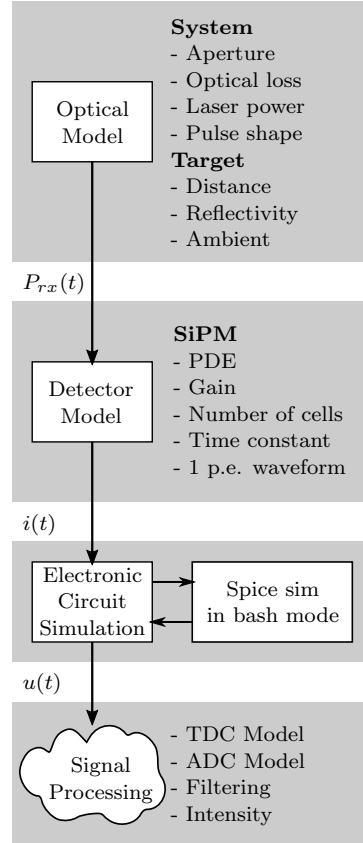 System
- Aperture
- Optical loss
- Laser power
- Pulse shape
Target
- Distance
- Reflectivity
- Ambient
Optical
Model
P_{rx}(t)
SiPM
- PDE
- Gain
- Number of cells
- Time constant
- 1 p.e. waveform
Detector
Model
i(t)
Electronic
Circuit
Simulation
Spice sim
in bash mode
u(t)
Signal
Processing
- TDC Model
- ADC Model
- Filtering
- Intensity